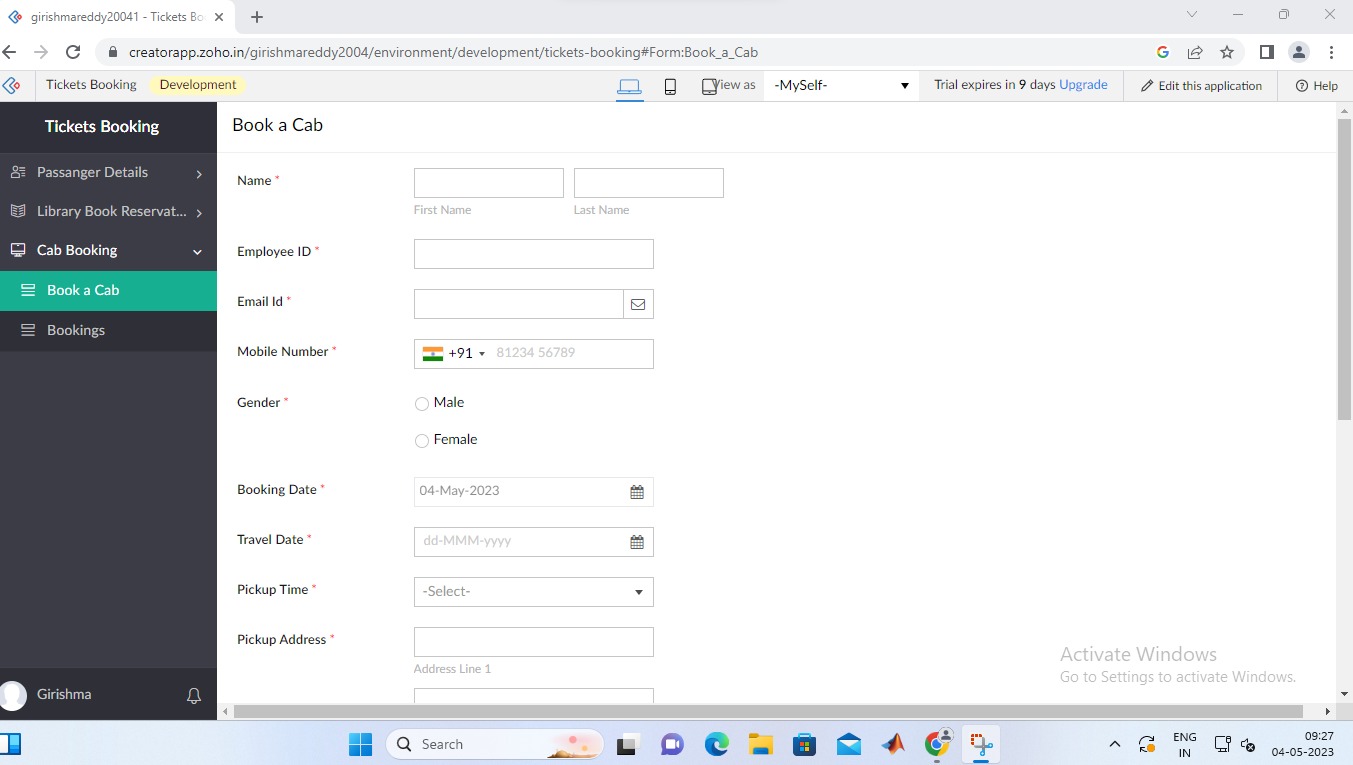 girishmareddy20041 - Tickets Bo
creatorapp.zoho.in/girishmareddy2004/environment/development/tickets-booking#Form:Book_a_Cab
Tickets Booking
Development
View as
-MySelf-
Trial expires in 9 days Upgrade
Edit this application
Help
Tickets Booking
Passanger Details
Library Book Reservat...
Cab Booking
Book a Cab
Bookings
Girishma
Book a Cab
Name *
First Name
Last Name
Employee ID *
Email Id *
Mobile Number *
+91
81234 56789
Gender *
Male
Female
Booking Date *
04-May-2023
Travel Date *
dd-MMM-yyyy
Pickup Time *
-Select-
Pickup Address *
Address Line 1
Activate Windows
Go to Settings to activate Windows.
Search
ENG
IN
09:27
04-05-2023